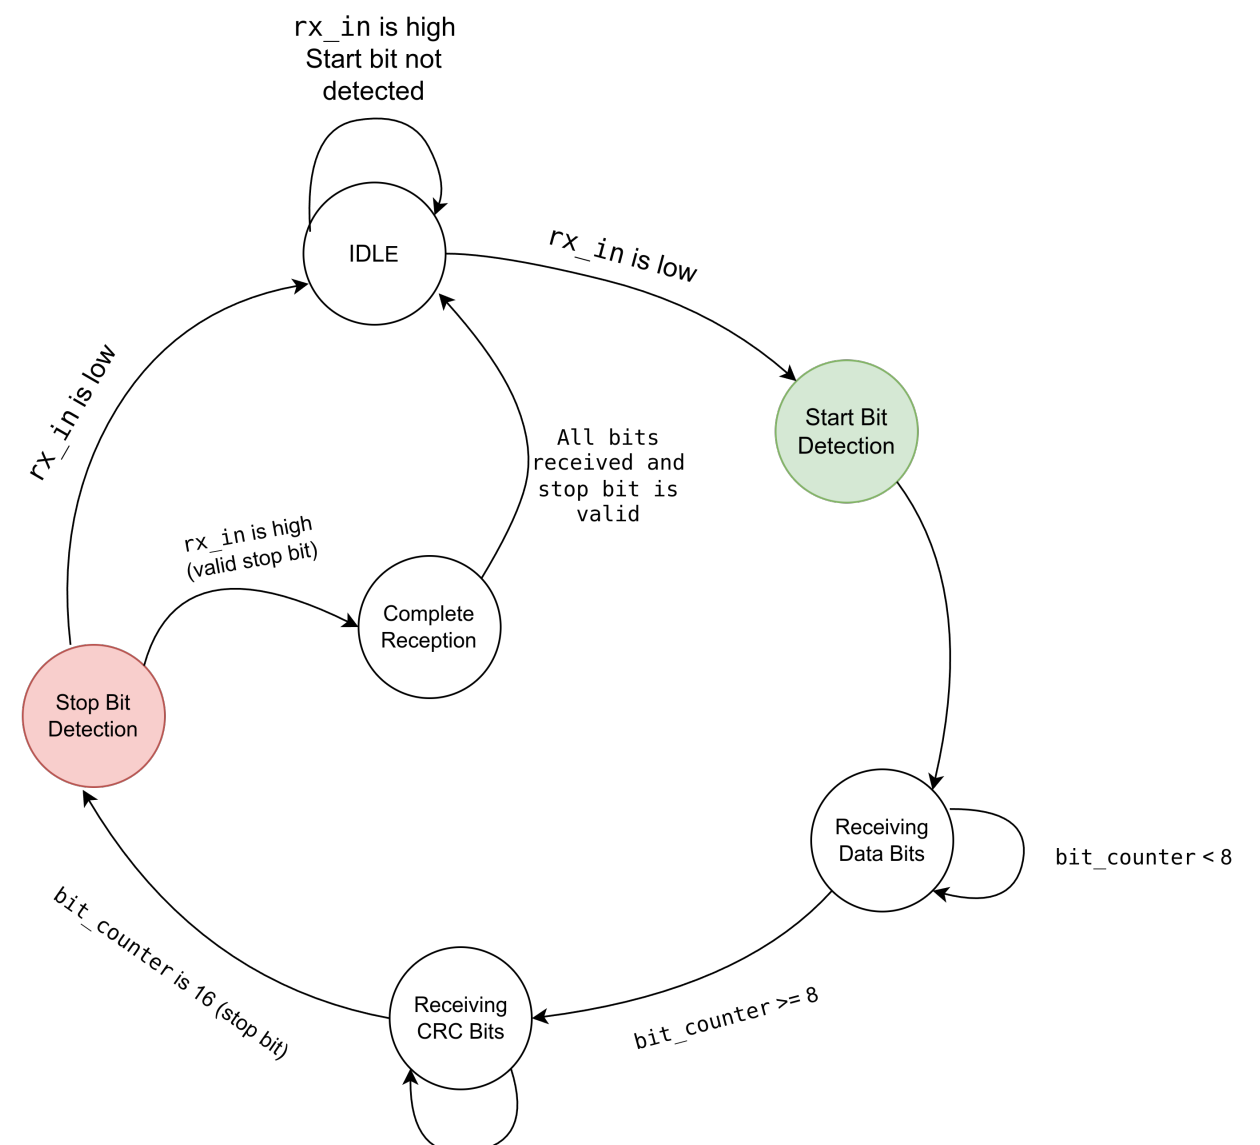 rx_in is high
Start bit not
detected
IDLE
rx_in is low
Start Bit
Detection
rx_in is low
All bits
received and
stop bit is
valid
rx_in is high
(valid stop bit)
Complete
Reception
Stop Bit
Detection
Receiving
Data Bits
bit_counter < 8
bit_counter is 16 (stop bit)
Receiving
CRC Bits
bit_counter >= 8